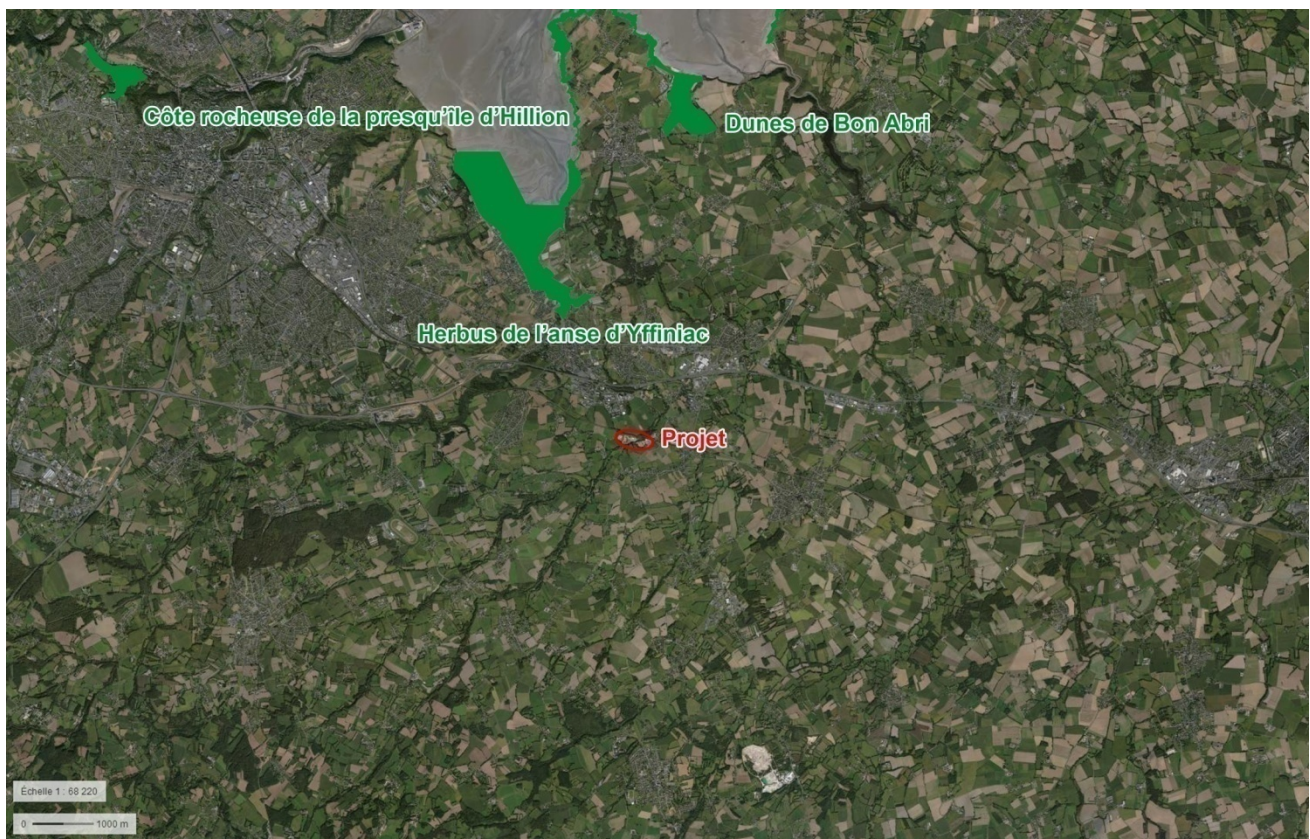 Côte rocheuse de la presqu'île d'Hillion
Dunes de Bon Abri
Herbus de l'anse d'Yffiniac
Projet
Échelle 1 : 68 220
0 1000 m